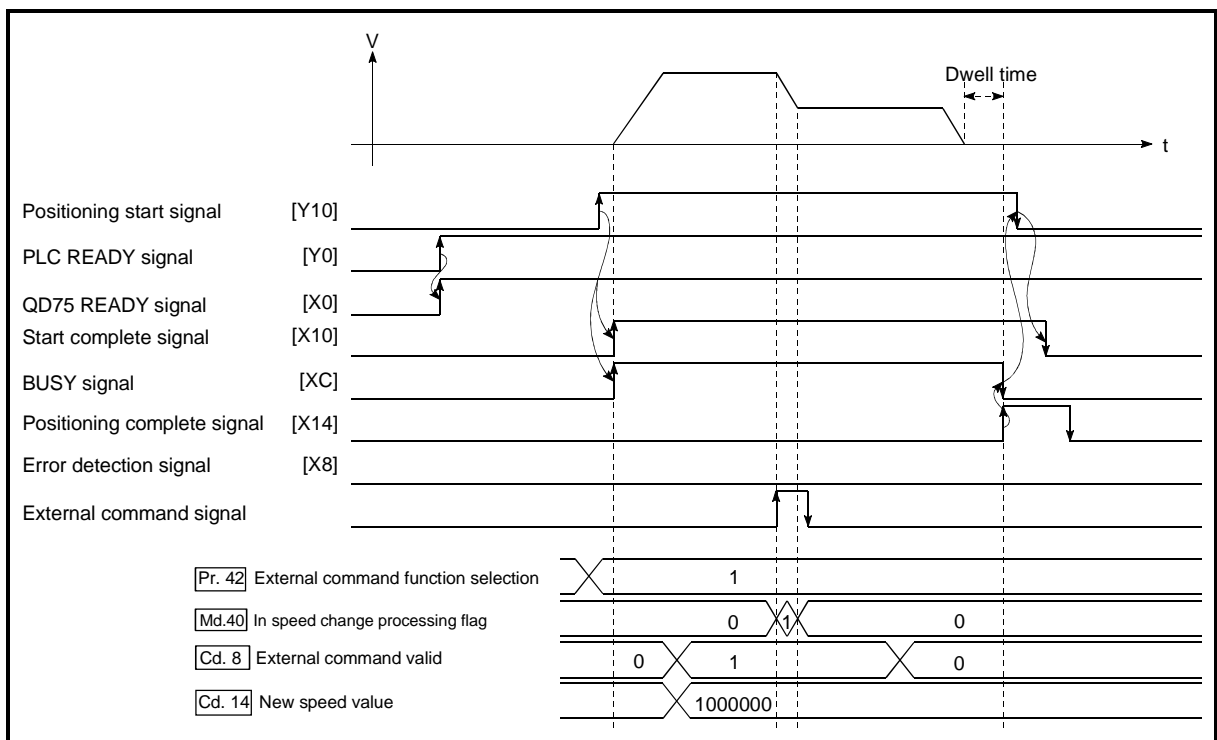 V
Dwell time
t
Positioning start signal [Y10]
PLC READY signal [Y0]
QD75 READY signal [X0]
Start complete signal [X10]
BUSY signal [XC]
Positioning complete signal [X14]
Error detection signal [X8]
External command signal
Pr. 42 External command function selection 1
Md.40 In speed change processing flag 0 1 0
Cd. 8 External command valid 0 1 0
Cd. 14 New speed value 1000000